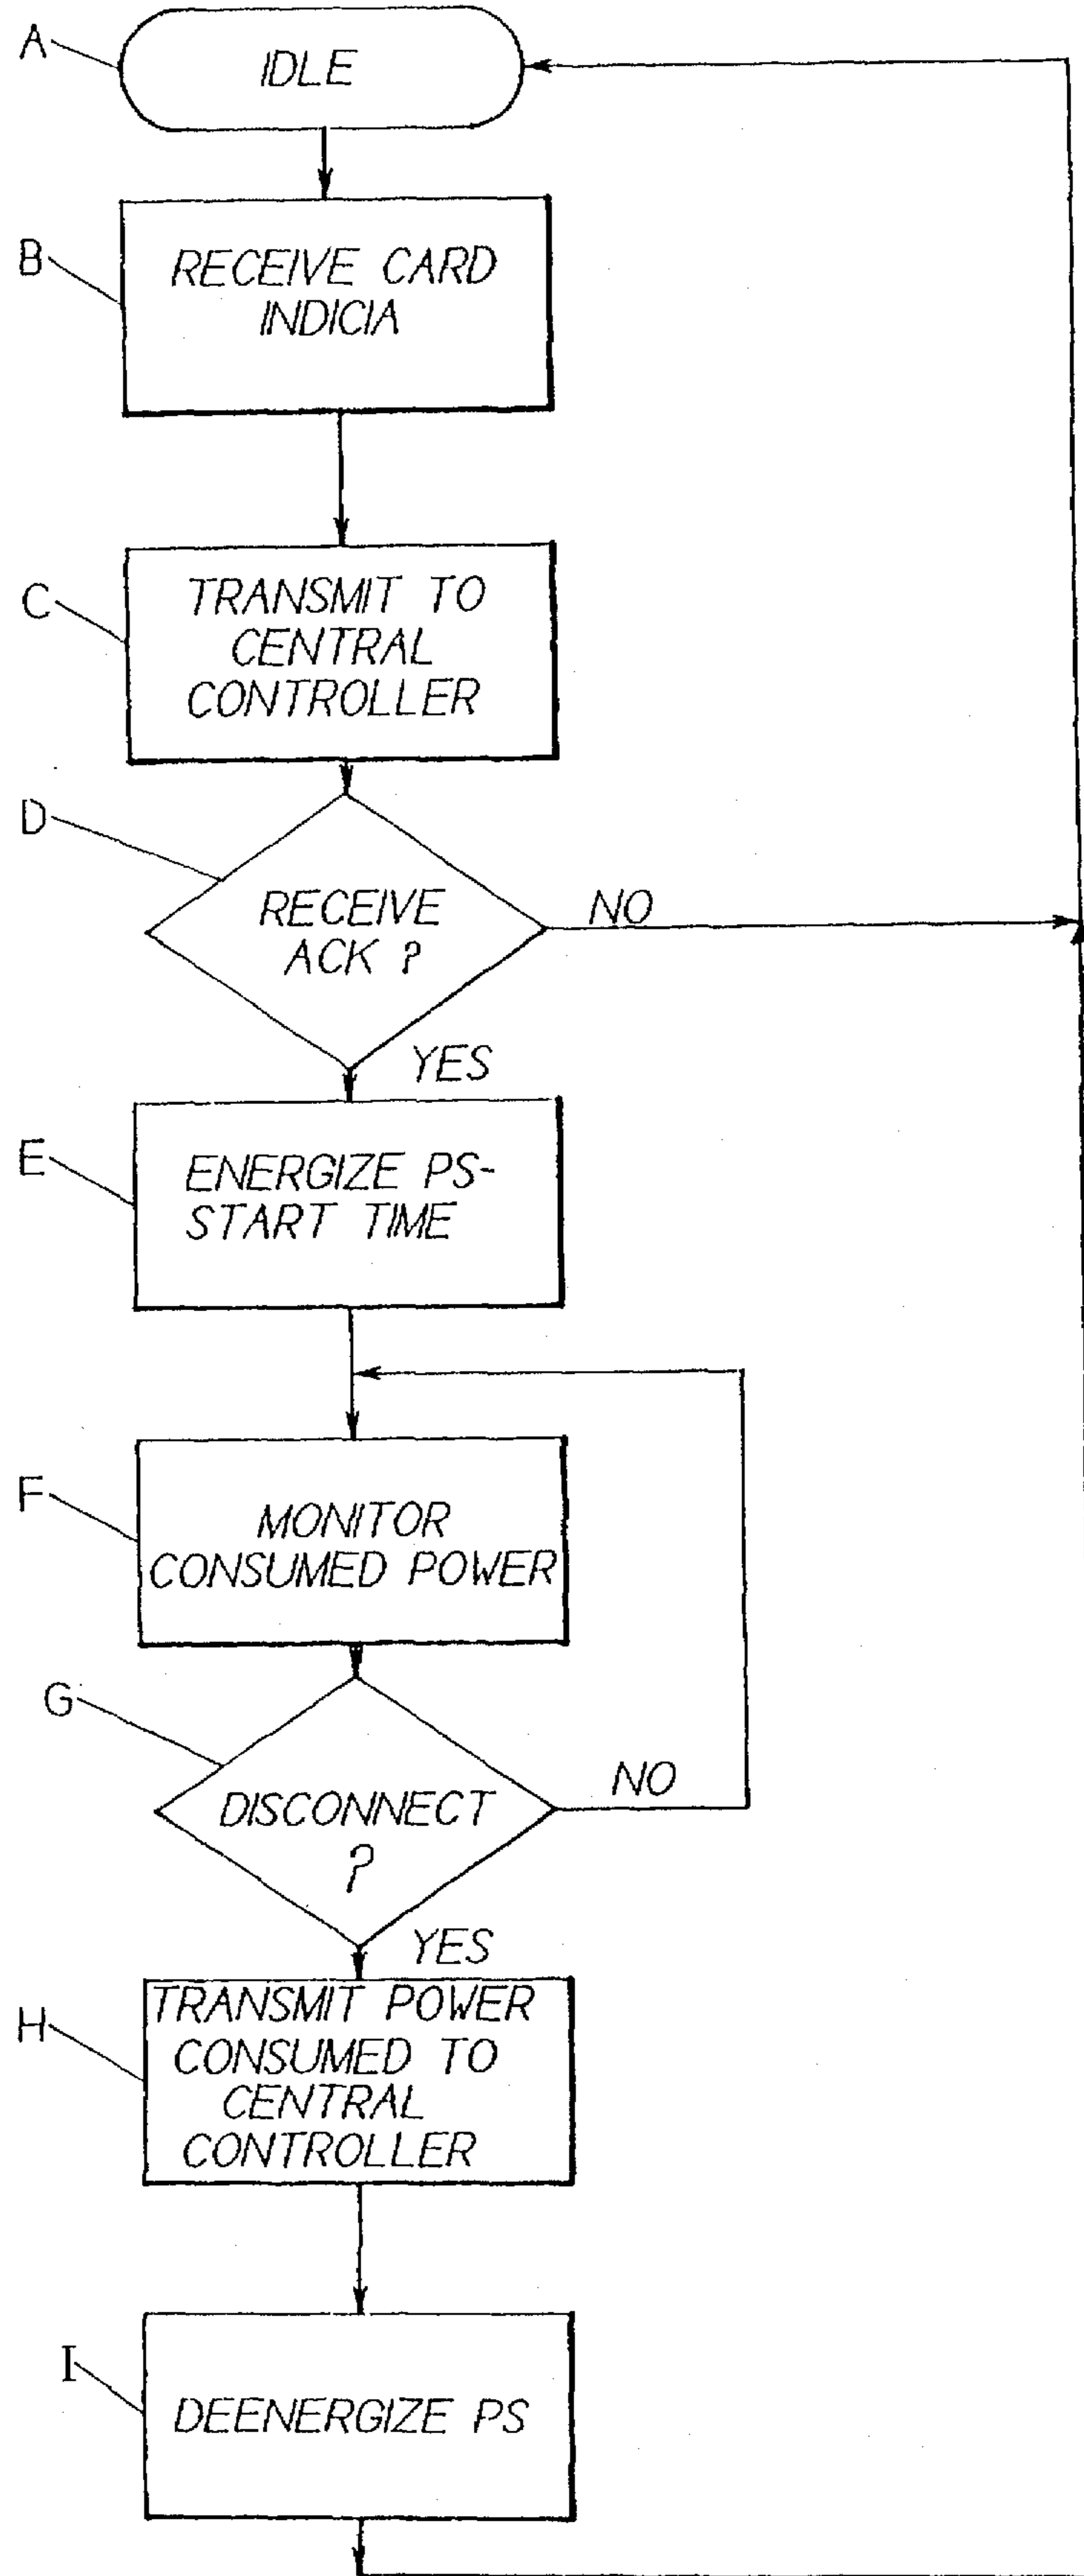 A
IDLE
B
RECEIVE CARD
INDICIA
C
TRANSMIT TO
CENTRAL
CONTROLLER
D
RECEIVE
ACK ?
NO
YES
E
ENERGIZE PS-
START TIME
F
MONITOR
CONSUMED POWER
G
DISCONNECT
?
NO
YES
H
TRANSMIT POWER
CONSUMED TO
CENTRAL
CONTROLLER
I
DEENERGIZE PS